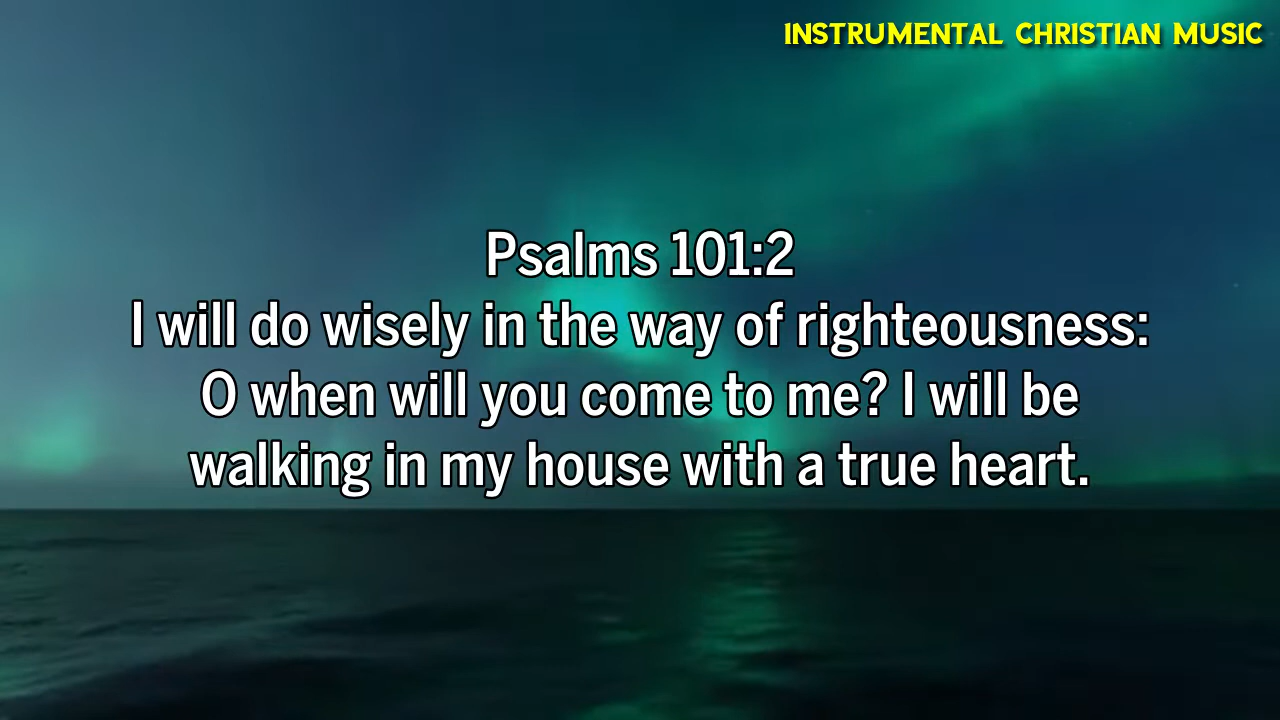 INSTRUMENTAL CHRISTIAN MUSIC
Psalms 101:2
I will do wisely in the way of righteousness:
O when will you come to me? I will be
walking in my house with a true heart.